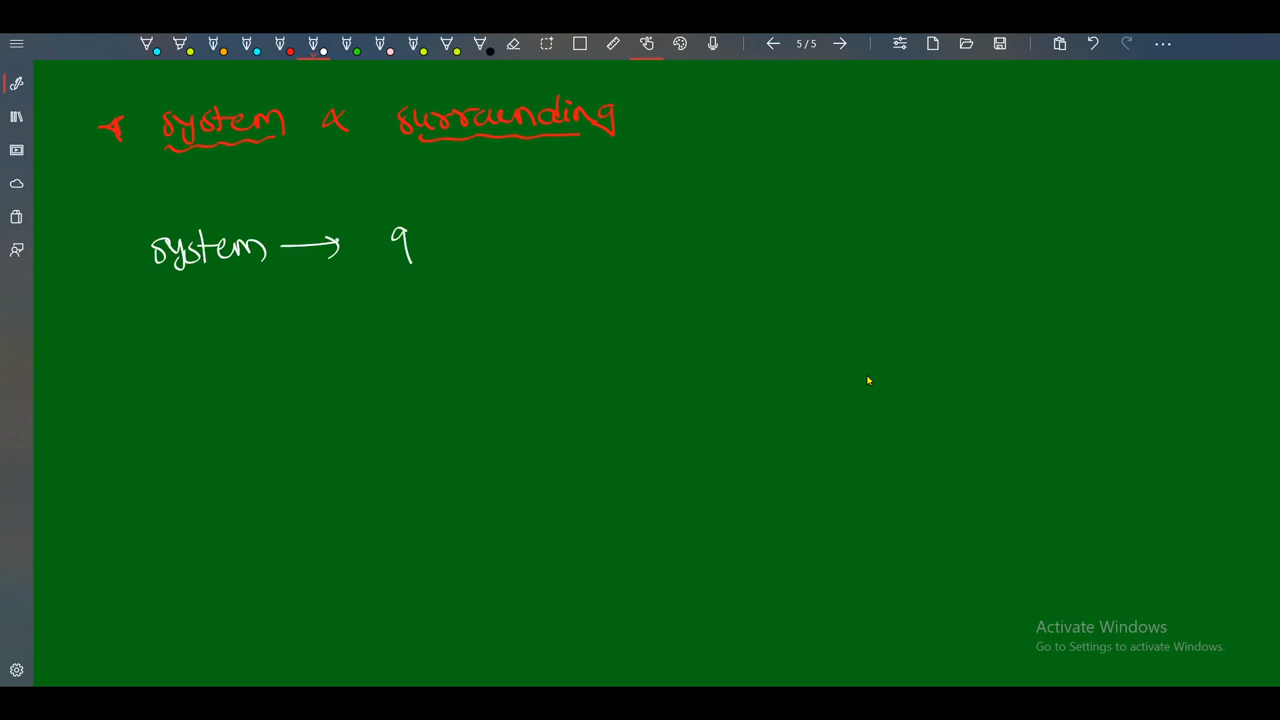 5/5
* system & surrounding
system → 9
Activate Windows
Go to Settings to activate Windows.